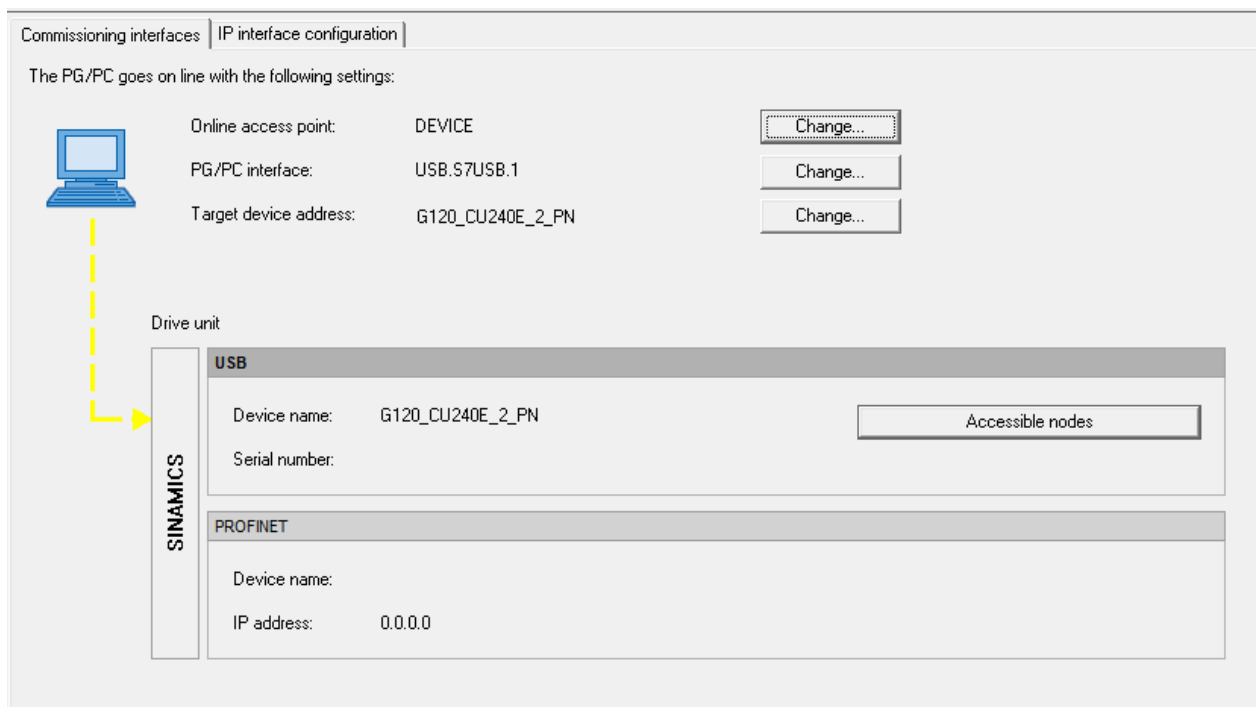 Commissioning interfaces IP interface configuration
The PG/PC goes on line with the following settings:
Online access point: DEVICE Change...
PG/PC interface: USB.S7USB.1 Change...
Target device address: G120_CU240E_2_PN Change...
Drive unit
SINAMICS
USB
Device name: G120_CU240E_2_PN Accessible nodes
Serial number:
PROFINET
Device name:
IP address: 0.0.0.0